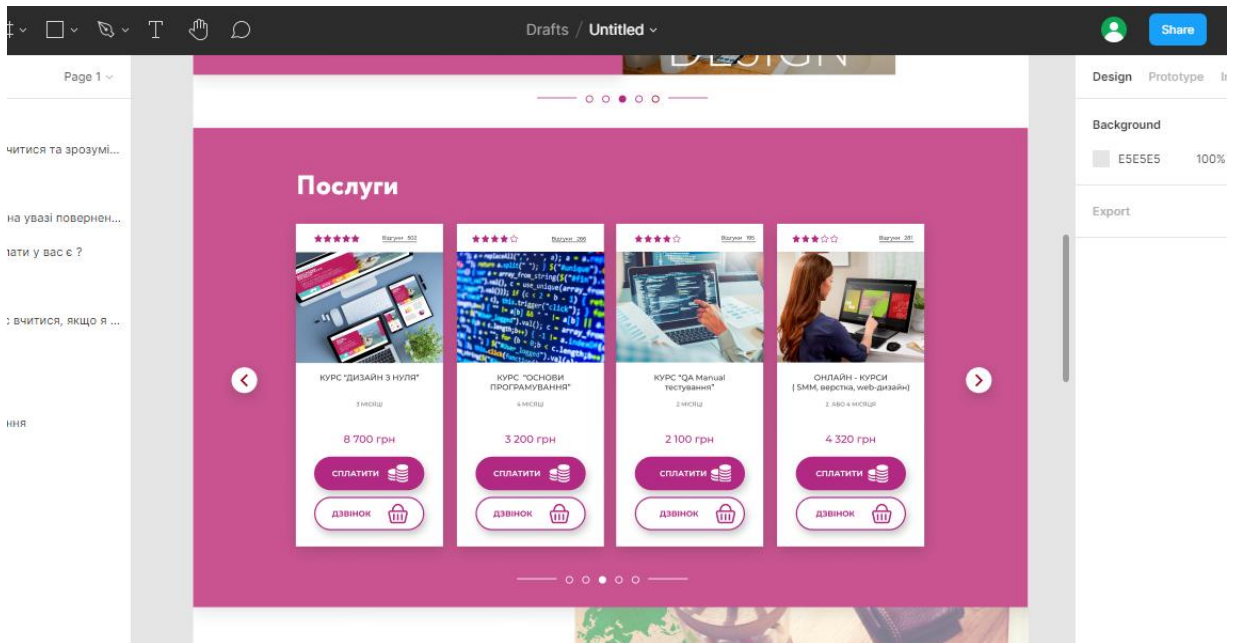 Drafts / Untitled
Share
Page 1
Design Prototype
Background
E5E5E5 100%
Export
читися та зрозумі...
на увазі повернен...
лати у вас є ?
вчитися, якщо я ...
ння
DESIGN
Послуги
Відгуки 502
Відгуки 266
Відгуки 195
Відгуки 281
КУРС "ДИЗАЙН З НУЛЯ"
3 МІСЯЦІ
8 700 грн
СПЛАТИТИ
ДЗВІНОК
КУРС "ОСНОВИ
ПРОГРАМУВАННЯ"
4 МІСЯЦІ
3 200 грн
СПЛАТИТИ
ДЗВІНОК
КУРС "QA Manual
тестування"
2 МІСЯЦІ
2 100 грн
СПЛАТИТИ
ДЗВІНОК
ОНЛАЙН - КУРСИ
( SMM, верстка, web-дизайн)
2 АБО 4 МІСЯЦЯ
4 320 грн
СПЛАТИТИ
ДЗВІНОК